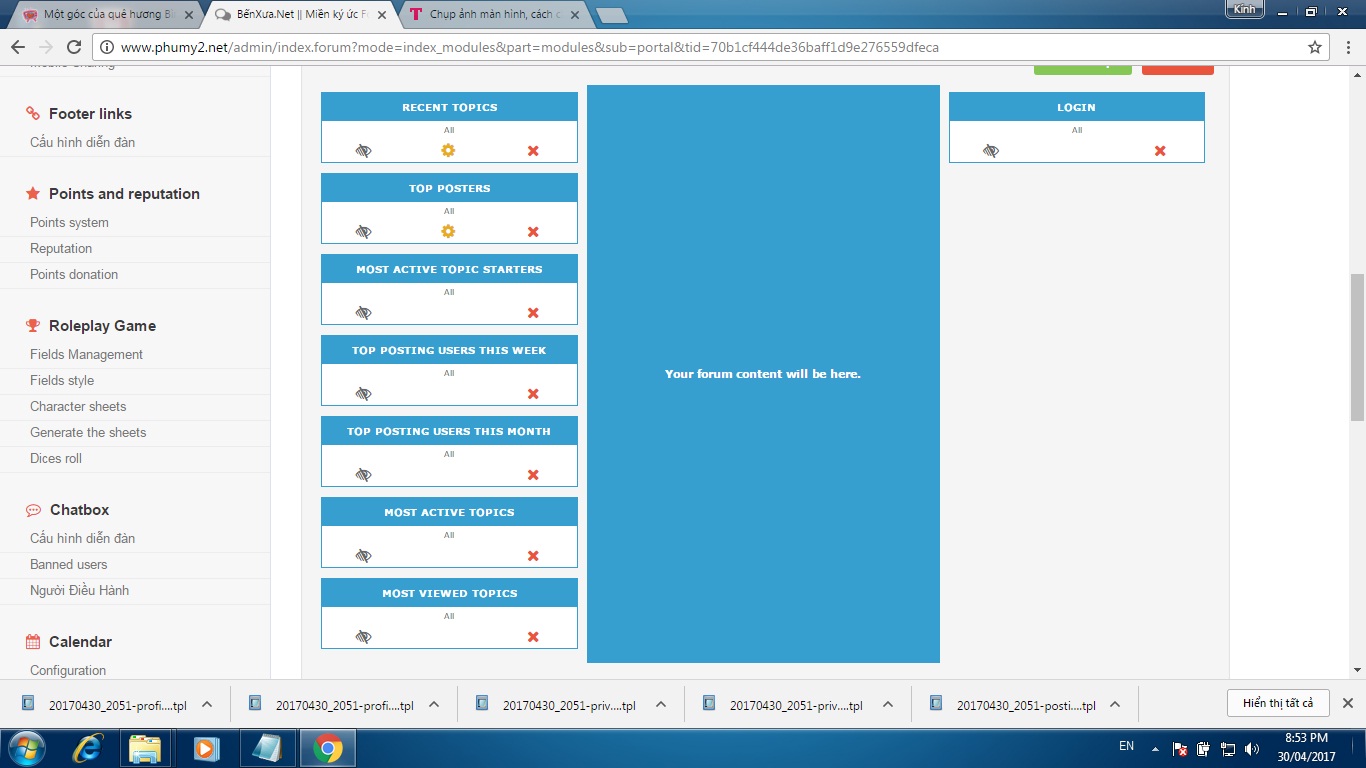 Một góc của quê hương Bế
BếnXưa.Net || Miền ký ức Fo
Chụp ảnh màn hình, cách c
Kính
www.phumy2.net/admin/index.forum?mode=index_modules&part=modules&sub=portal&tid=70b1cf444de36baff1d9e276559dfeca
Mobile Sharing
Footer links
Cấu hình diễn đàn
Points and reputation
Points system
Reputation
Points donation
Roleplay Game
Fields Management
Fields style
Character sheets
Generate the sheets
Dices roll
Chatbox
Cấu hình diễn đàn
Banned users
Người Điều Hành
Calendar
Configuration
RECENT TOPICS
All
TOP POSTERS
All
MOST ACTIVE TOPIC STARTERS
All
TOP POSTING USERS THIS WEEK
All
TOP POSTING USERS THIS MONTH
All
MOST ACTIVE TOPICS
All
MOST VIEWED TOPICS
All
Your forum content will be here.
LOGIN
All
20170430_2051-profi....tpl
20170430_2051-profi....tpl
20170430_2051-priv....tpl
20170430_2051-priv....tpl
20170430_2051-posti....tpl
Hiển thị tất cả
EN
8:53 PM
30/04/2017